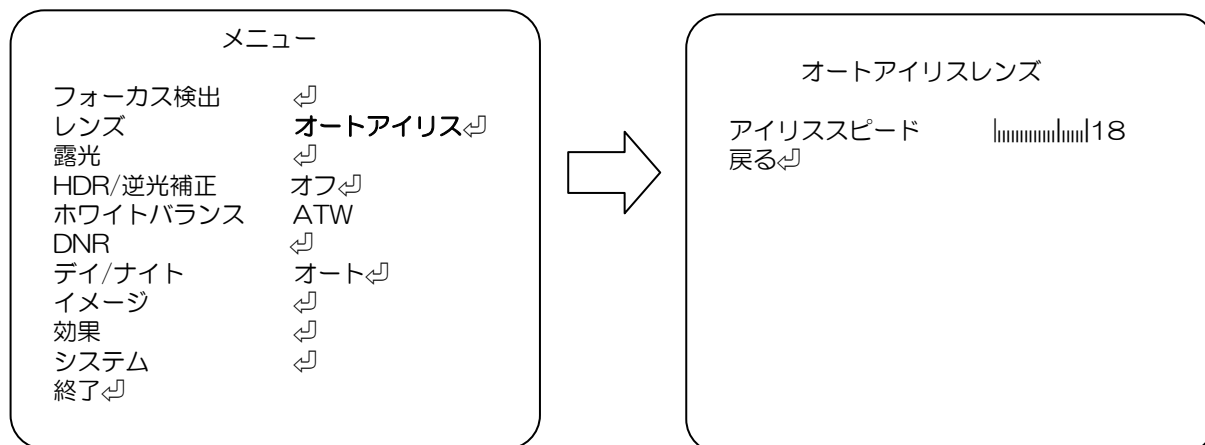 メニュー
フォーカス検出 ⏎
レンズ オートアイリス⏎
露光 ⏎
HDR/逆光補正 オフ⏎
ホワイトバランス ATW
DNR ⏎
デイ/ナイト オート⏎
イメージ ⏎
効果 ⏎
システム ⏎
終了⏎
オートアイリスレンズ
アイリススピード 18
戻る⏎